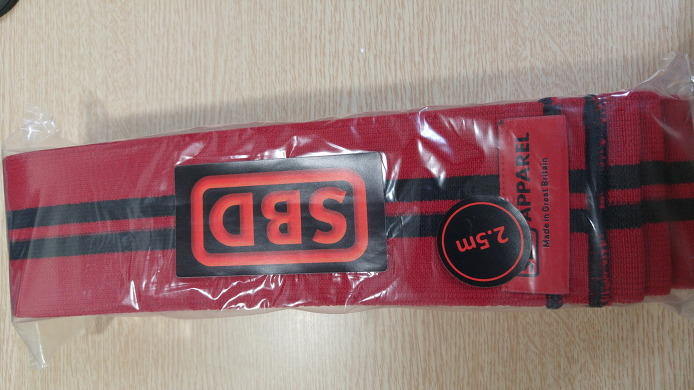 SBD
2.5m
APPAREL
Made in Great Britain